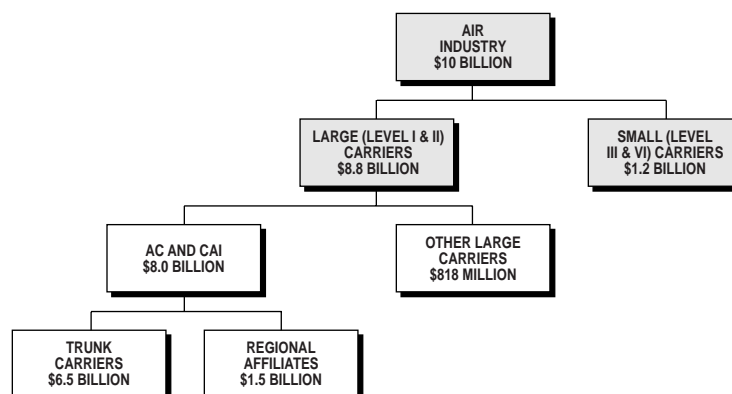 AIR
INDUSTRY
$10 BILLION
LARGE (LEVEL I & II)
CARRIERS
$8.8 BILLION
SMALL (LEVEL
III & VI) CARRIERS
$1.2 BILLION
AC AND CAI
$8.0 BILLION
OTHER LARGE
CARRIERS
$818 MILLION
TRUNK
CARRIERS
$6.5 BILLION
REGIONAL
AFFILIATES
$1.5 BILLION